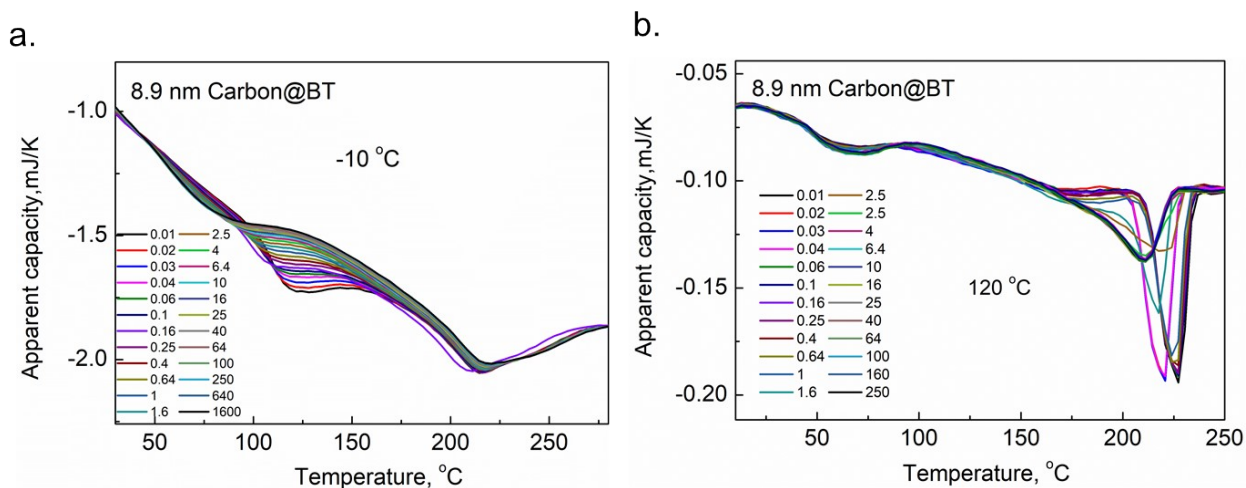 a.
8.9 nm Carbon@BT
-10 °C
Apparent capacity,mJ/K
-1.0
-1.5
-2.0
0.01 2.5
0.02 4
0.03 6.4
0.04 10
0.06 16
0.1 25
0.16 40
0.25 64
0.4 100
0.64 250
1 640
1.6 1600
50 100 150 200 250
Temperature, °C
b.
8.9 nm Carbon@BT
120 °C
Apparent capacity,mJ/K
-0.05
-0.10
-0.15
-0.20
0.01 2.5
0.02 2.5
0.03 4
0.04 6.4
0.06 10
0.1 16
0.16 25
0.25 40
0.4 64
0.64 100
1 160
1.6 250
50 100 150 200 250
Temperature, °C